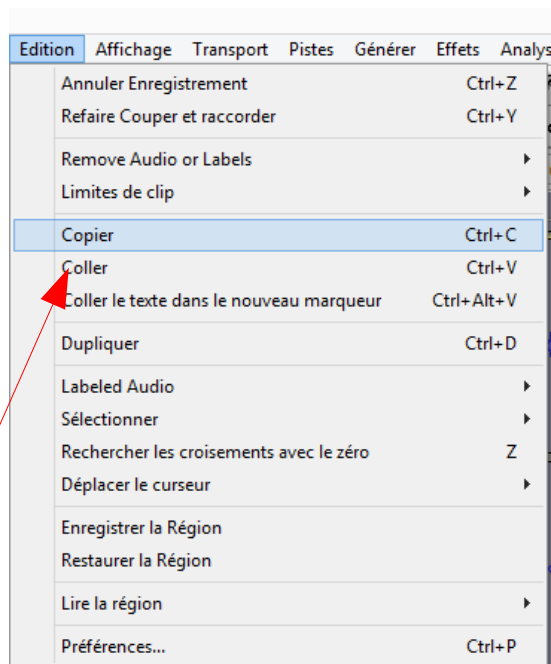 Edition Affichage Transport Pistes Générer Effets Analys
Annuler Enregistrement Ctrl+Z
Refaire Couper et raccorder Ctrl+Y
Remove Audio or Labels
Limites de clip
Copier Ctrl+C
Coller Ctrl+V
Coller le texte dans le nouveau marqueur Ctrl+Alt+V
Dupliquer Ctrl+D
Labeled Audio
Sélectionner
Rechercher les croisements avec le zéro Z
Déplacer le curseur
Enregistrer la Région
Restaurer la Région
Lire la région
Préférences... Ctrl+P